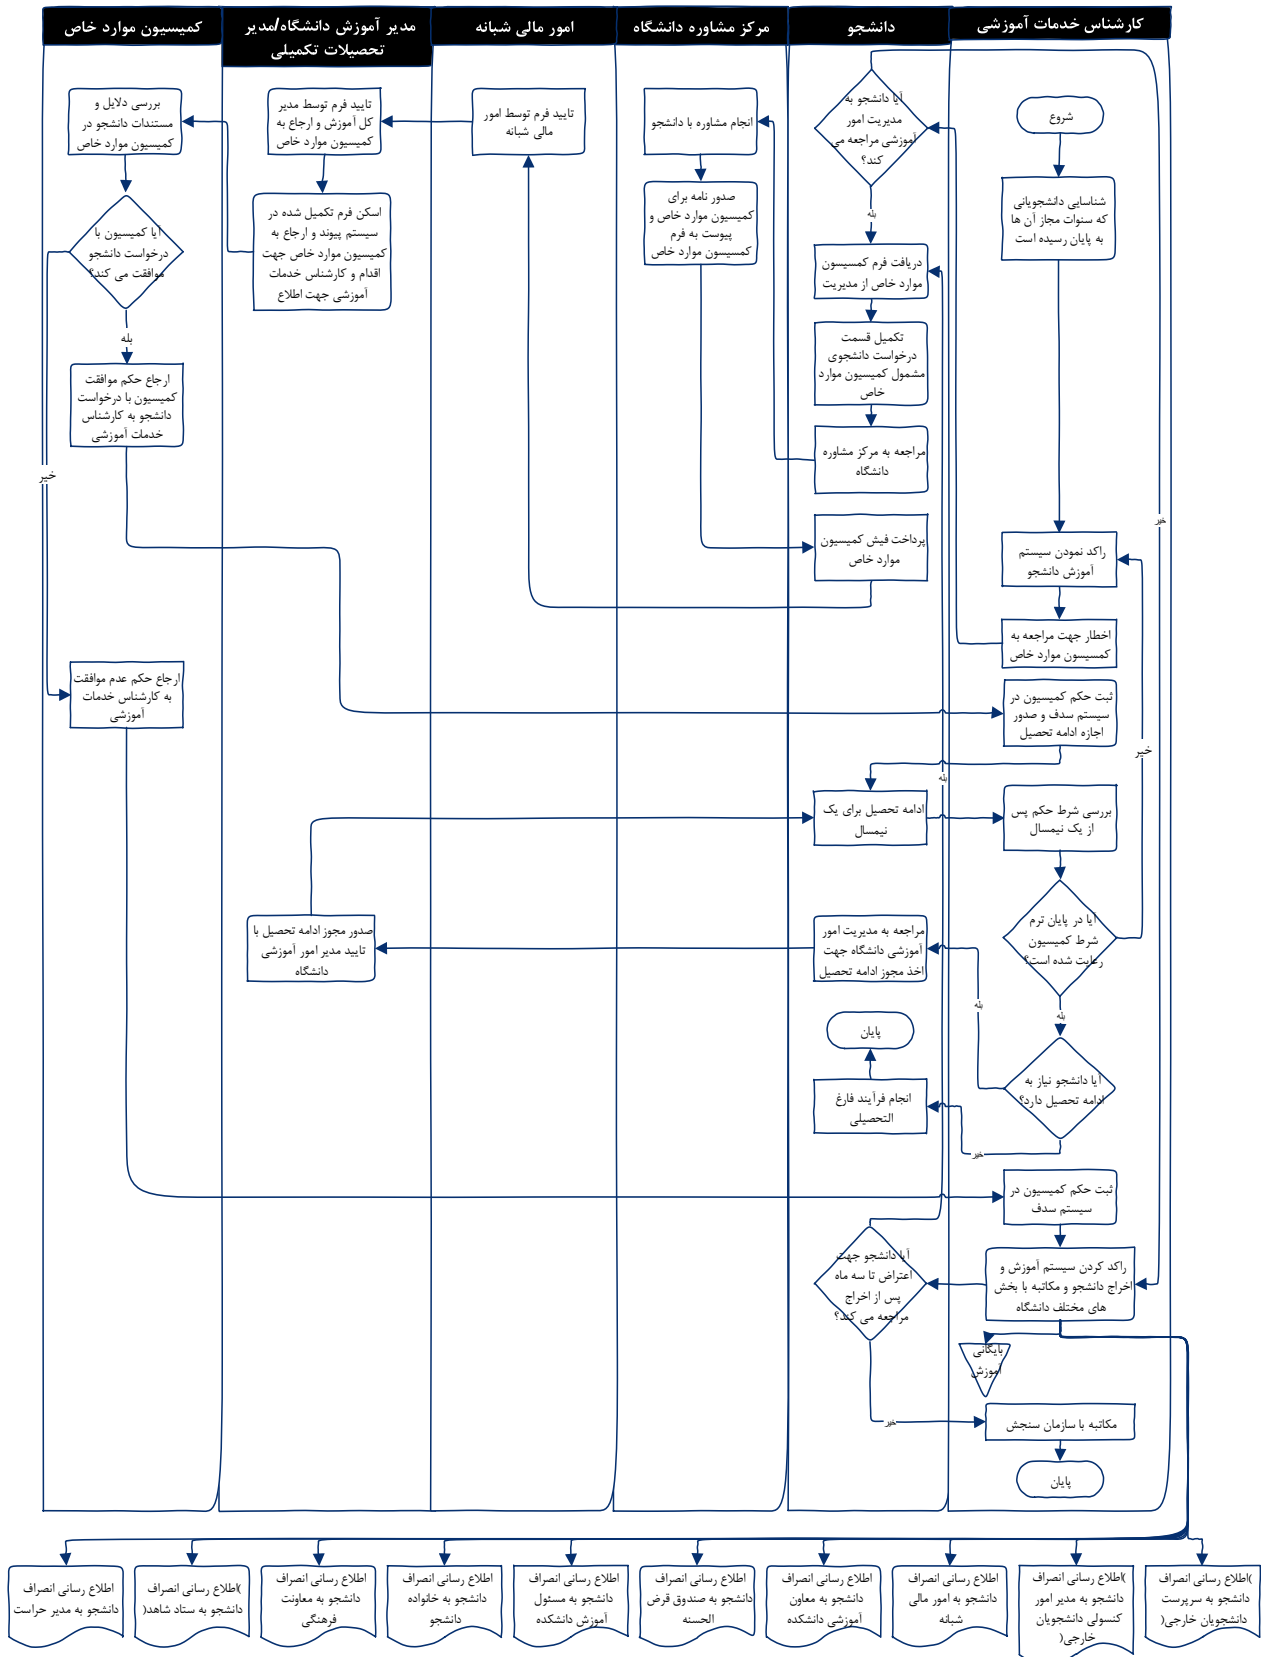 کارشناس خدمات آموزشی
دانشجو
مرکز مشاوره دانشگاه
امور مالی شبانه
مدیر آموزش دانشگاه/مدیر
تحصیلات تکمیلی
کمیسیون موارد خاص
شروع
شناسایی دانشجویانی
که سنوات مجاز آن ها
به پایان رسیده است
راکد نمودن سیستم
آموزش دانشجو
اخطار جهت مراجعه به
کمسیسون موارد خاص
ثبت حکم کمیسیون در
سیستم سدف و صدور
اجازه ادامه تحصیل
بررسی شرط حکم پس
از یک نیمسال
آیا در پایان ترم
شرط کمیسیون
رعایت شده است؟
خیر
بله
آیا دانشجو نیاز به
ادامه تحصیل دارد؟
بله
خیر
ثبت حکم کمیسیون در
سیستم سدف
راکد کردن سیستم آموزش و
اخراج دانشجو و مکاتبه با بخش
های مختلف دانشگاه
بایگانی
آموزش
مکاتبه با سازمان سنجش
پایان
آیا دانشجو به
مدیریت امور
آموزشی مراجعه می
کند؟
خیر
بله
دریافت فرم کمسیسون
موارد خاص از مدیریت
تکمیل قسمت
درخواست دانشجوی
مشمول کمیسیون موارد
خاص
مراجعه به مرکز مشاوره
دانشگاه
پرداخت فیش کمیسیون
موارد خاص
ادامه تحصیل برای یک
نیمسال
مراجعه به مدیریت امور
آموزشی دانشگاه جهت
اخذ مجوز ادامه تحصیل
پایان
انجام فرآیند فارغ
التحصیلی
آیا دانشجو جهت
اعتراض تا سه ماه
پس از اخراج
مراجعه می کند؟
بله
خیر
انجام مشاوره با دانشجو
صدور نامه برای
کمیسیون موارد خاص و
پیوست به فرم
کمسیسون موارد خاص
تایید فرم توسط امور
مالی شبانه
تایید فرم توسط مدیر
کل آموزش و ارجاع به
کمیسیون موارد خاص
اسکن فرم تکمیل شده در
سیستم پیوند و ارجاع به
کمیسیون موارد خاص جهت
اقدام و کارشناس خدمات
آموزشی جهت اطلاع
صدور مجوز ادامه تحصیل با
تایید مدیر امور آموزشی
دانشگاه
بررسی دلایل و
مستندات دانشجو در
کمیسیون موارد خاص
آیا کمیسیون با
درخواست دانشجو
موافقت می کند؟
بله
خیر
ارجاع حکم موافقت
کمیسیون با درخواست
دانشجو به کارشناس
خدمات آموزشی
ارجاع حکم عدم موافقت
به کارشناس خدمات
آموزشی
)اطلاع رسانی انصراف
دانشجو به سرپرست
دانشجویان خارجی(
)اطلاع رسانی انصراف
دانشجو به مدیر امور
کنسولی دانشجویان
خارجی(
اطلاع رسانی انصراف
دانشجو به امور مالی
شبانه
اطلاع رسانی انصراف
دانشجو به معاون
آموزشی دانشکده
اطلاع رسانی انصراف
دانشجو به صندوق قرض
الحسنه
اطلاع رسانی انصراف
دانشجو به مسئول
آموزش دانشکده
اطلاع رسانی انصراف
دانشجو به خانواده
دانشجو
اطلاع رسانی انصراف
دانشجو به معاونت
فرهنگی
)اطلاع رسانی انصراف
دانشجو به ستاد شاهد(
اطلاع رسانی انصراف
دانشجو به مدیر حراست